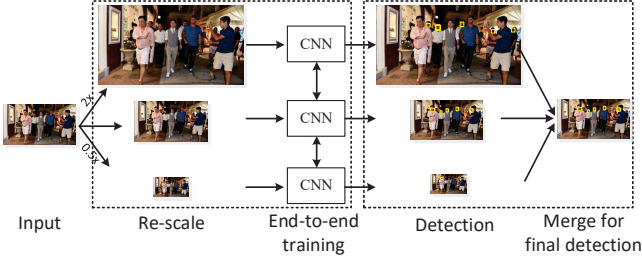 CNN
2x
CNN
0.5x
CNN
Input
Re-scale
End-to-end
training
Detection
Merge for
final detection